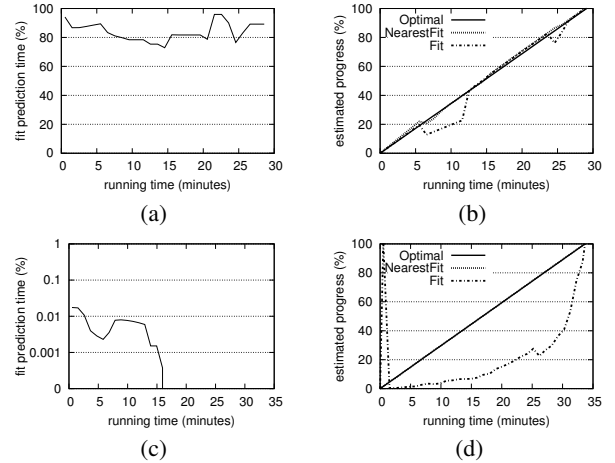 fit prediction time (%)
100
80
60
40
20
0
0 5 10 15 20 25 30
running time (minutes)
(a)
estimated progress (%)
100
80
60
40
20
0
Optimal
NearestFit
Fit
0 5 10 15 20 25 30
running time (minutes)
(b)
fit prediction time (%)
1
0.1
0.01
0.001
0
0 5 10 15 20 25 30
running time (minutes)
(c)
estimated progress (%)
100
80
60
40
20
0
Optimal
NearestFit
Fit
0 5 10 15 20 25 30 35
running time (minutes)
(d)